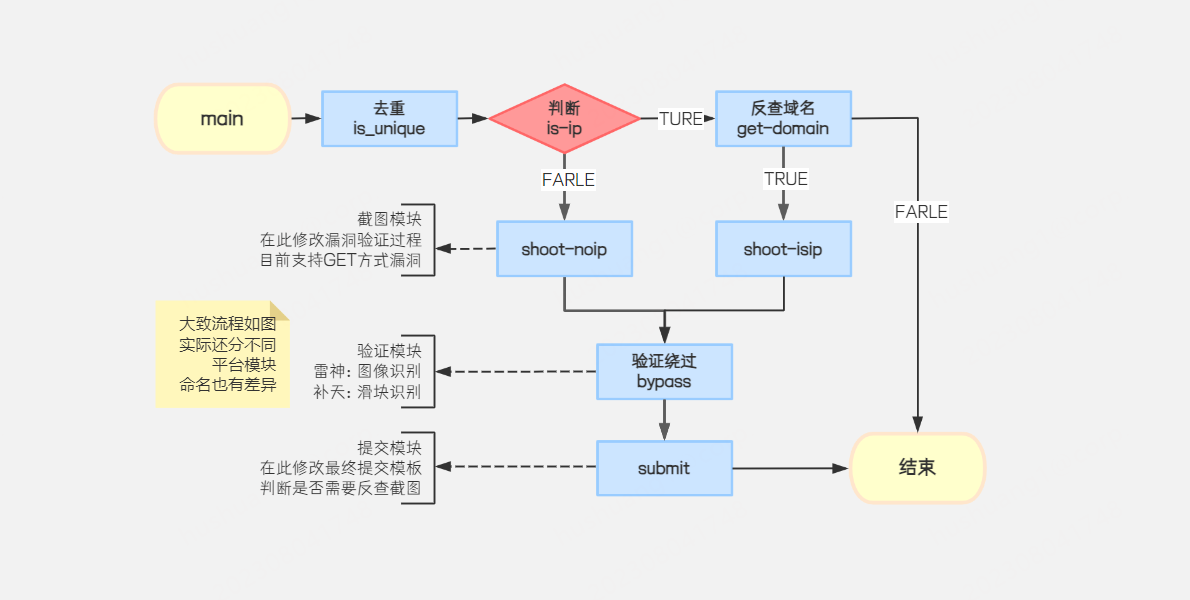 main
去重
is_unique
判断
is-ip
TURE
反查域名
get-domain
FARLE
TRUE
FARLE
截图模块
在此修改漏洞验证过程
目前支持GET方式漏洞
shoot-noip
shoot-isip
大致流程如图
实际还分不同
平台模块
命名也有差异
验证模块
雷神: 图像识别
补天: 滑块识别
验证绕过
bypass
提交模块
在此修改最终提交模板
判断是否需要反查截图
submit
结束